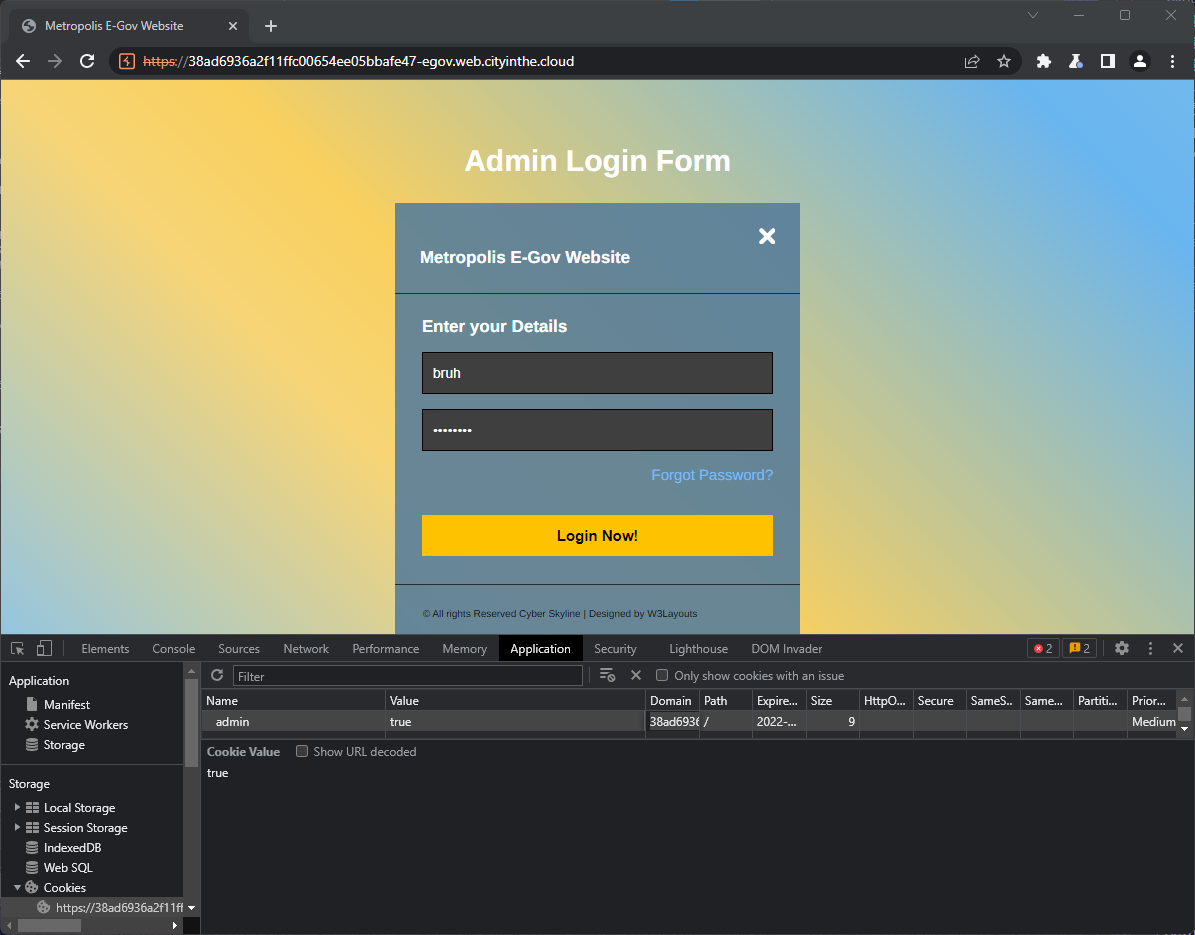 Metropolis E-Gov Website
https://38ad6936a2f11ffc00654ee05bbafe47-egov.web.cityinthe.cloud
Admin Login Form
Metropolis E-Gov Website
Enter your Details
bruh
••••••••
Forgot Password?
Login Now!
© All rights Reserved Cyber Skyline | Designed by W3Layouts
Elements Console Sources Network Performance Memory Application Security Lighthouse DOM Invader 2 2
Application
Manifest
Service Workers
Storage
Storage
Local Storage
Session Storage
IndexedDB
Web SQL
Cookies
https://38ad6936a2f11ff
Filter Only show cookies with an issue
Name Value Domain Path Expire... Size HttpO... Secure SameS.. Same... Partiti... Prior...
admin true 38ad6936 / 2022-... 9 Medium
Cookie Value Show URL decoded
true